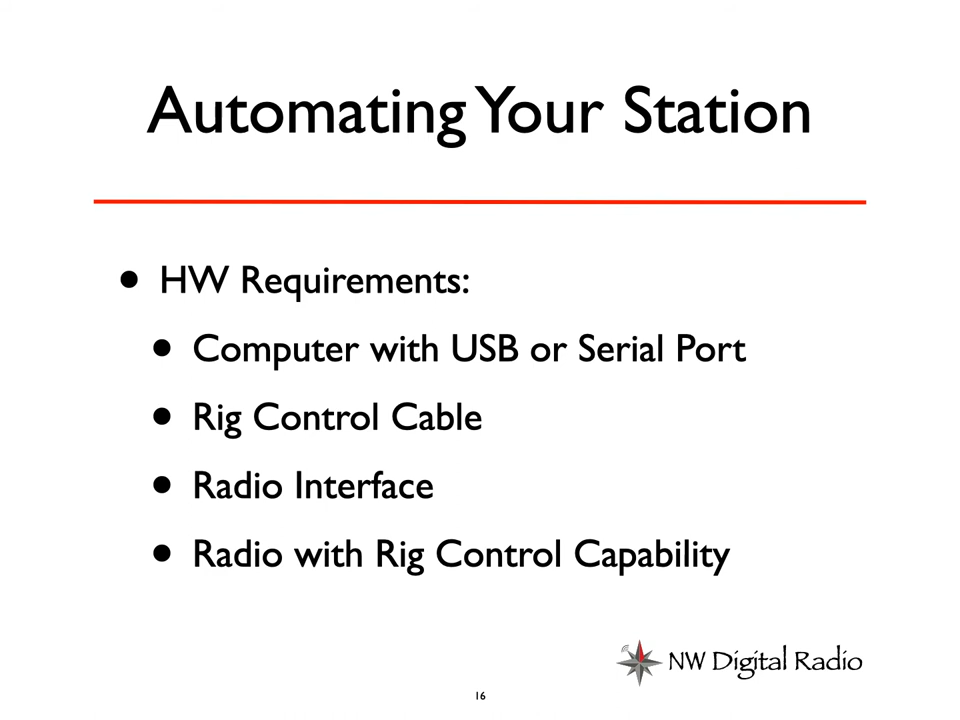 Automating Your Station
• HW Requirements:
• Computer with USB or Serial Port
• Rig Control Cable
• Radio Interface
• Radio with Rig Control Capability
NW Digital Radio
16